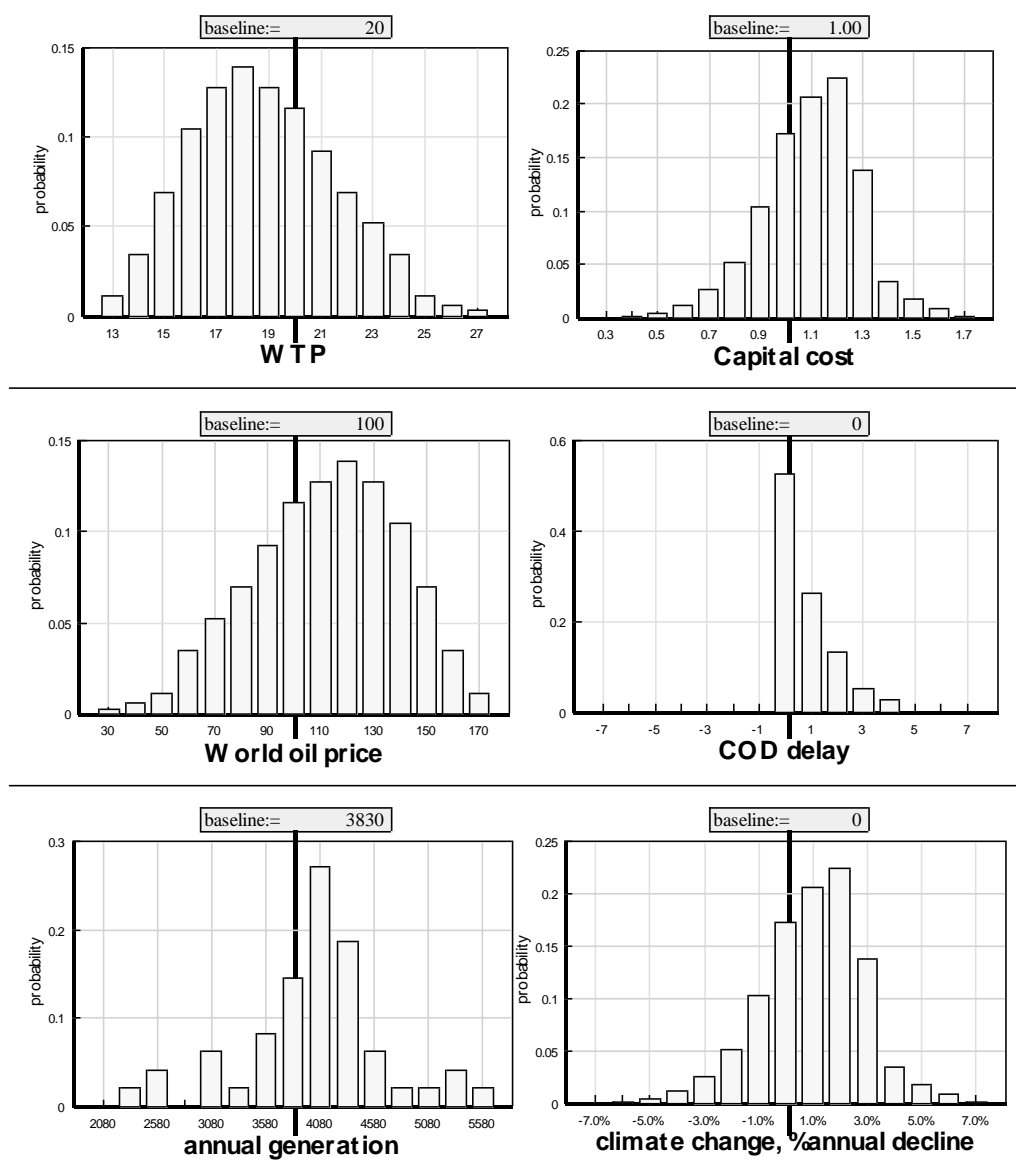 baseline:= 20
0.15
0.1
0.05
0
probability
13 15 17 19 21 23 25 27
WTP
baseline:= 1.00
0.25
0.2
0.15
0.1
0.05
0
probability
0.3 0.5 0.7 0.9 1.1 1.3 1.5 1.7
Capital cost
baseline:= 100
0.15
0.1
0.05
0
probability
30 50 70 90 110 130 150 170
World oil price
baseline:= 0
0.6
0.4
0.2
0
probability
-7 -5 -3 -1 1 3 5 7
COD delay
baseline:= 3830
0.3
0.2
0.1
0
probability
2080 2580 3080 3580 4080 4580 5080 5580
annual generation
baseline:= 0
0.25
0.2
0.15
0.1
0.05
0
probability
-7.0% -5.0% -3.0% -1.0% 1.0% 3.0% 5.0% 7.0%
climate change, %annual decline